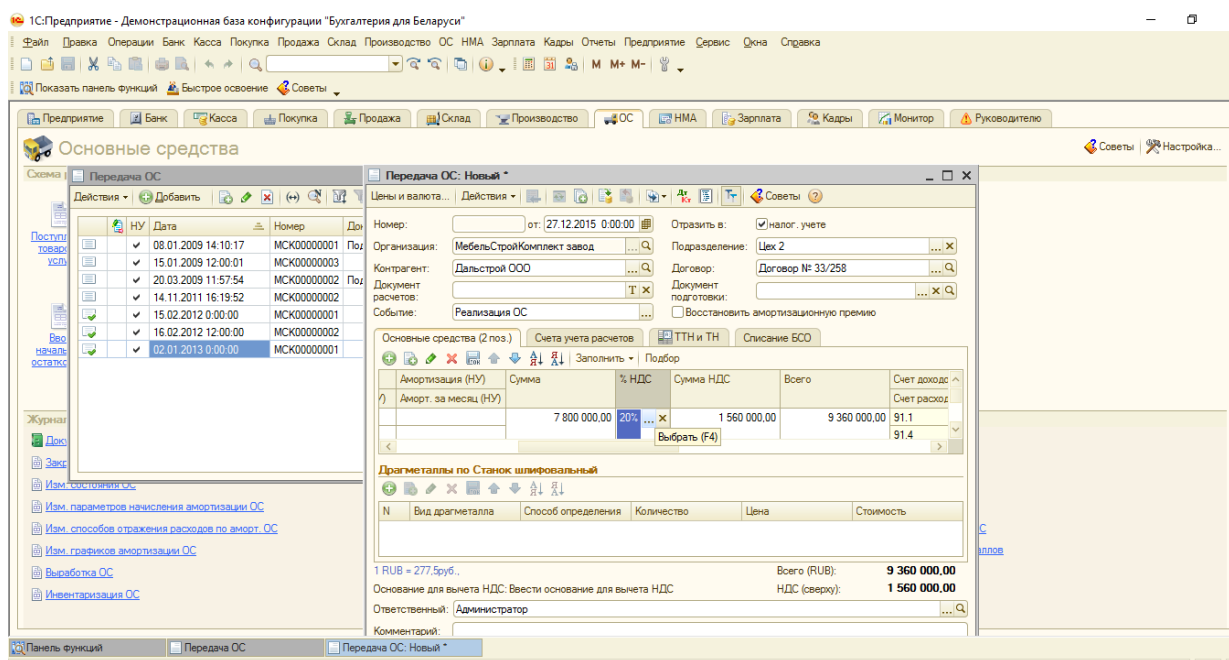 1С:Предприятие - Демонстрационная база конфигурации "Бухгалтерия для Беларуси"
Файл Правка Операции Банк Касса Покупка Продажа Склад Производство ОС НМА Зарплата Кадры Отчеты Предприятие Сервис Окна Справка
M M+ M-
Показать панель функций Быстрое освоение Советы
Предприятие Банк Касса Покупка Продажа Склад Производство ОС НМА Зарплата Кадры Монитор Руководителю
Основные средства Советы Настройка...
Схема
Передача ОС
Действия Добавить
НУ Дата Номер
08.01.2009 14:10:17 МСК00000001
15.01.2009 12:00:01 МСК00000003
20.03.2009 11:57:54 МСК00000002
14.11.2011 16:19:52 МСК00000002
15.02.2012 0:00:00 МСК00000001
16.02.2012 12:00:00 МСК00000002
02.01.2013 0:00:00 МСК00000001
Передача ОС: Новый *
Цены и валюта... Действия Советы
Номер: от: 27.12.2015 0:00:00 Отразить в: налог. учете
Организация: МебельСтройКомплект завод Подразделение: Цех 2
Контрагент: Дальстрой ООО Договор: Договор № 33/258
Документ расчетов: Документ подготовки:
Событие: Реализация ОС Восстановить амортизационную премию
Основные средства (2 поз.) Счета учета расчетов ТТН и ТН Списание БСО
Заполнить Подбор
Амортизация (НУ) Сумма % НДС Сумма НДС Всего Счет доходо
Аморт. за месяц (НУ) Счет расход
7 800 000,00 20% ... 1 560 000,00 9 360 000,00 91.1
Выбрать (F4) 91.4
Драгметаллы по Станок шлифовальный
N Вид драгметалла Способ определения Количество Цена Стоимость
1 RUB = 277,5руб., Всего (RUB): 9 360 000,00
Основание для вычета НДС: Ввести основание для вычета НДС НДС (сверху): 1 560 000,00
Ответственный: Администратор
Комментарий:
Изм. состояния ОС
Изм. параметров начисления амортизации ОС
Изм. способов отражения расходов по аморт. ОС
Изм. графиков амортизации ОС
Выработка ОС
Инвентаризация ОС
Панель функций Передача ОС Передача ОС: Новый *